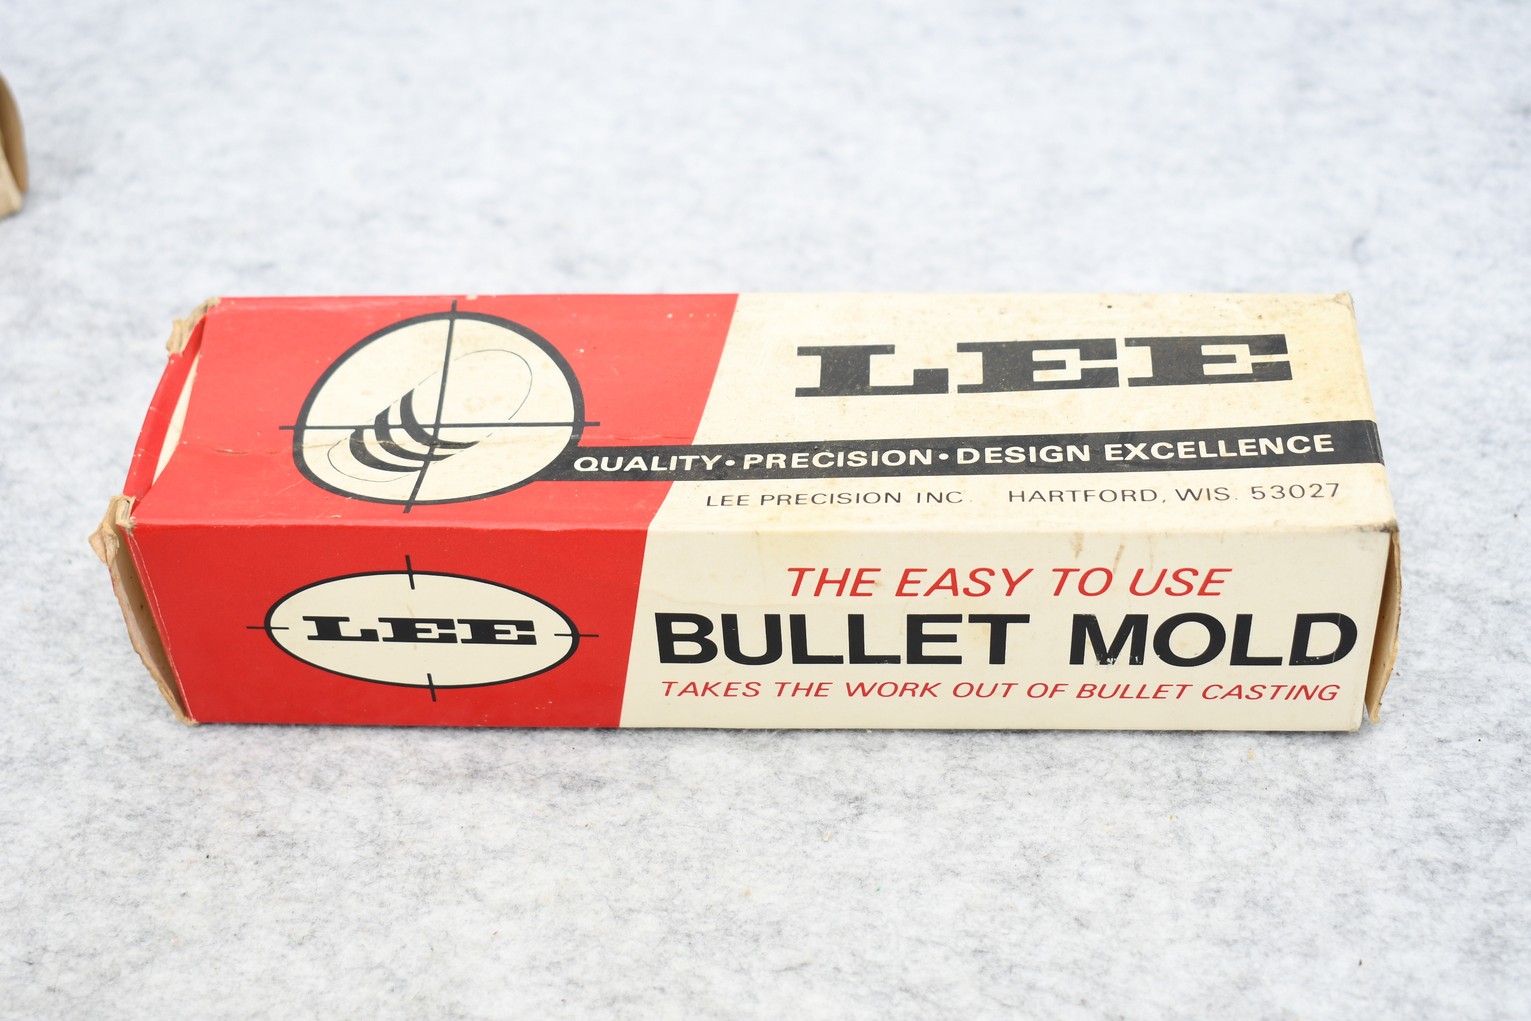 LEE
QUALITY•PRECISION•DESIGN EXCELLENCE
LEE PRECISION INC. HARTFORD, WIS. 53027
LEE
THE EASY TO USE
BULLET MOLD
TAKES THE WORK OUT OF BULLET CASTING